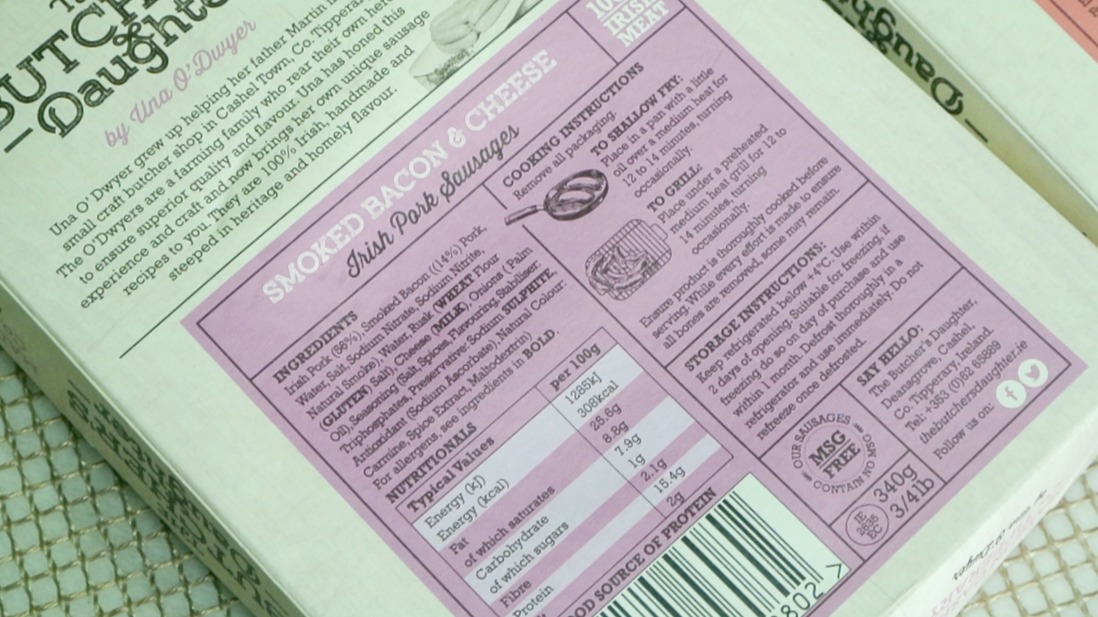 BUTCH
Daughte
by Una O'Dwyer
Una O'Dwyer grew up helping her father Martin
small craft butcher shop in Cashel Town, Co. Tippera
The O'Dwyers are a farming family who rear their own her
to ensure superior quality and flavour. Una has honed this
experience and craft and now brings her own unique sausage
recipes to you. They are 100% Irish, handmade and
steeped in heritage and homely flavour.
100
IRISH
MEAT
SMOKED BACON & CHEESE
Irish Pork Sausages
INGREDIENTS
Irish Pork (56%), Smoked Bacon ((14%) Pork,
Water, Salt, Sodium Nitrate, Sodium Nitrite,
Natural Smoke) Water, Rusk (WHEAT Flour
(GLUTEN) Salt), Cheese (MILK), Onions (Palm
Oil), Seasoning (Salt, Spices, Flavouring, Stabiliser:
Triphosphates, Preservative: Sodium SULPHITE,
Antioxidant (Sodium Ascorbate), Natural Colour:
Carmine, Spice Extract, Maltodextrin)
For allergens, see ingredients in BOLD.
NUTRITIONALS
Typical Values per 100g
Energy (kJ) 1285kJ
Energy (kcal) 308kcal
Fat 25.6g
of which saturates 8.8g
Carbohydrate 7.9g
of which sugars 1g
Fibre 2.1g
Protein 15.4g
2g
OD SOURCE OF PROTEIN
COOKING INSTRUCTIONS
Remove all packaging.
TO SHALLOW FRY:
Place in a pan with a little
oil over a medium heat for
12 to 14 minutes, turning
occasionally.
TO GRILL:
Place under a preheated
medium heat grill for 12 to
14 minutes, turning
occasionally.
Ensure product is thoroughly cooked before
serving. While every effort is made to ensure
all bones are removed, some may remain.
STORAGE INSTRUCTIONS:
Keep refrigerated below +4°C. Use within
2 days of opening. Suitable for freezing, if
freezing do so on day of purchase and use
within 1 month. Defrost thoroughly in a
refrigerator and use immediately. Do not
refreeze once defrosted.
SAY HELLO:
The Butcher's Daughter,
Deansgrove, Cashel,
Co. Tipperary, Ireland.
Tel: +353 (0)62 65889
thebutchersdaughter.ie
Follow us on:
OUR SAUSAGES
MSG
FREE
CONTAIN NO MSG
IE
2835
EC
340g
3/4lb
802 >
Daugh